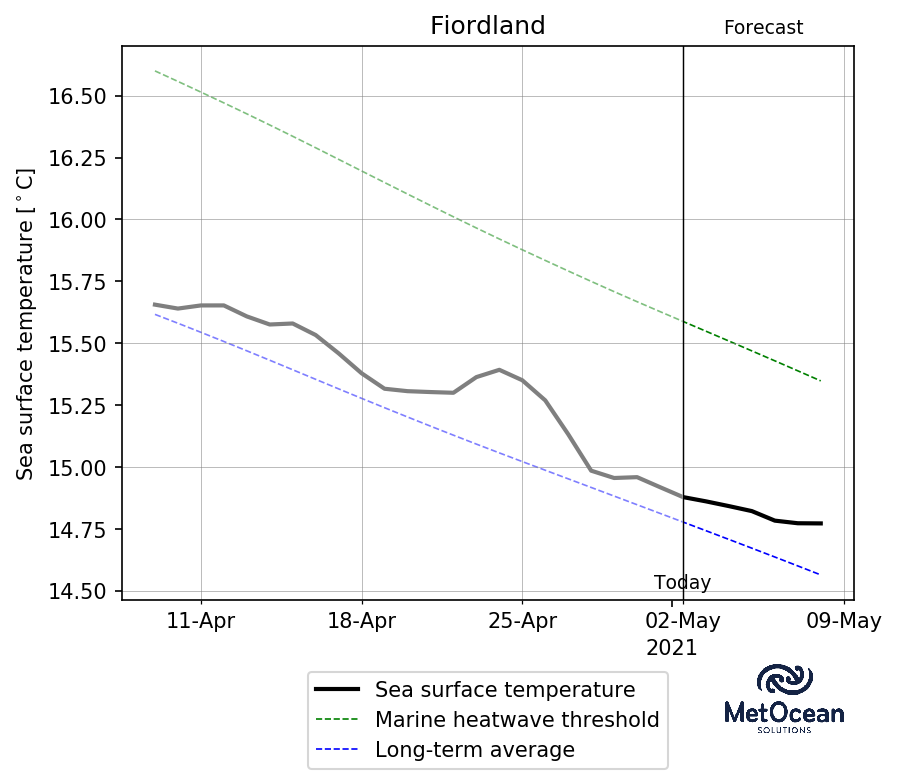 Fiordland
Forecast
Sea surface temperature [°C]
16.50
16.25
16.00
15.75
15.50
15.25
15.00
14.75
14.50
Today
11-Apr 18-Apr 25-Apr 02-May 09-May
2021
Sea surface temperature
Marine heatwave threshold
Long-term average
MetOcean
SOLUTIONS